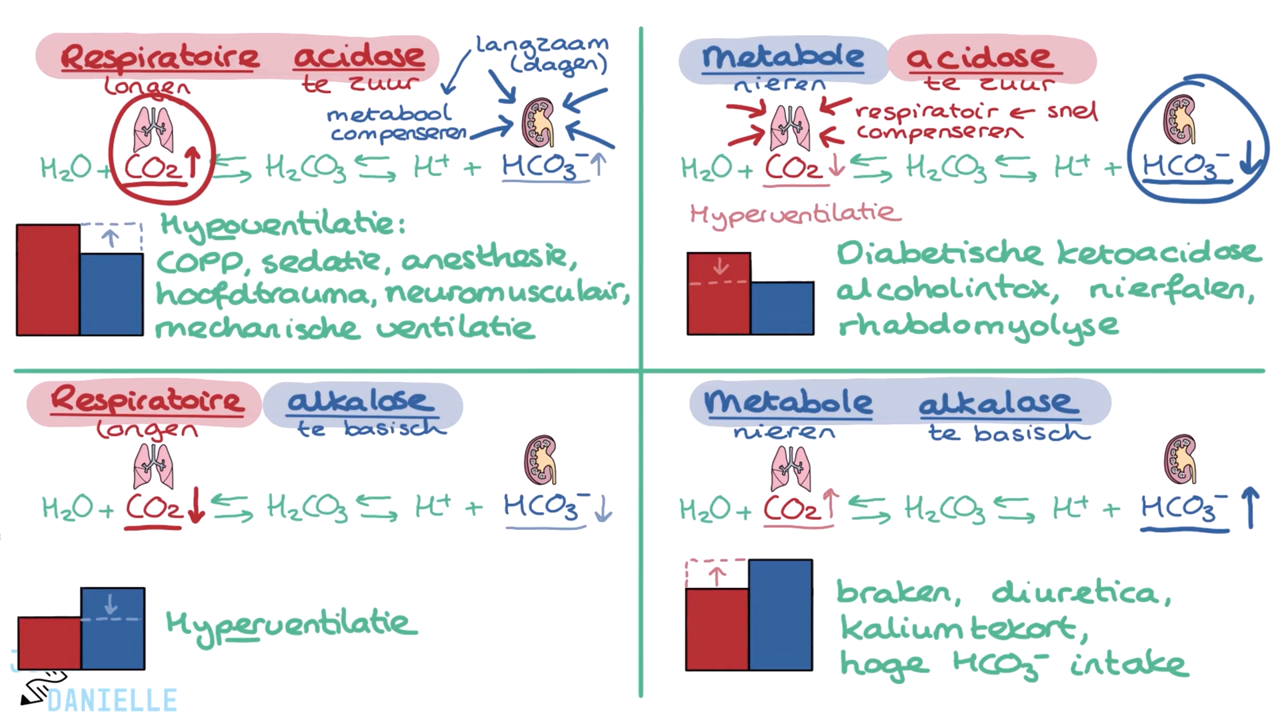 Respiratoire acidose
longen te zuur
langzaam
(dagen)
metabool
compenseren
H₂O + CO₂ ↑ ⇆ H₂CO₃ ⇆ H⁺ + HCO₃⁻ ↑
Hypoventilatie:
COPD, sedatie, anesthesie,
hoofdtrauma, neuromusculair,
mechanische ventilatie
metabole acidose
nieren te zuur
respiratoir ← snel
compenseren
H₂O + CO₂ ↓ ⇆ H₂CO₃ ⇆ H⁺ + HCO₃⁻ ↓
Hyperventilatie
Diabetische ketoacidose
alcoholintox, nierfalen,
rhabdomyolyse
Respiratoire alkalose
longen te basisch
H₂O + CO₂ ↓ ⇆ H₂CO₃ ⇆ H⁺ + HCO₃⁻ ↓
Hyperventilatie
DANIELLE
metabole alkalose
nieren te basisch
H₂O + CO₂ ↑ ⇆ H₂CO₃ ⇆ H⁺ + HCO₃⁻ ↑
braken, diuretica,
kaliumtekort,
hoge HCO₃⁻ intake